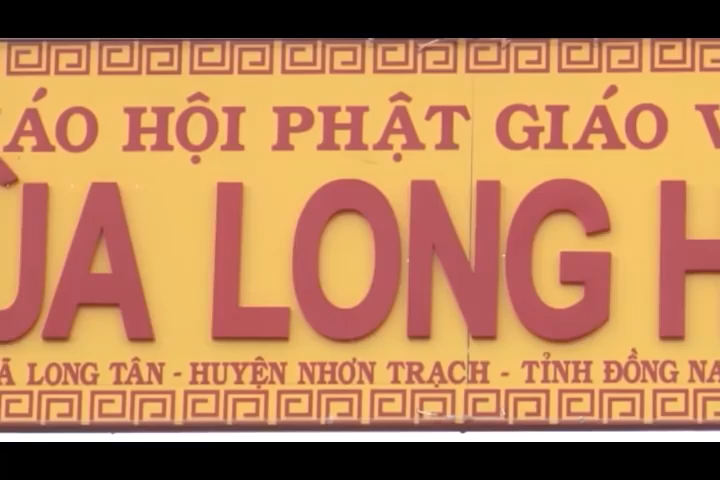 ÁO HỘI PHẬT GIÁO V
ÙA LONG H
Ã LONG TÂN - HUYỆN NHƠN TRẠCH - TỈNH ĐỒNG NA